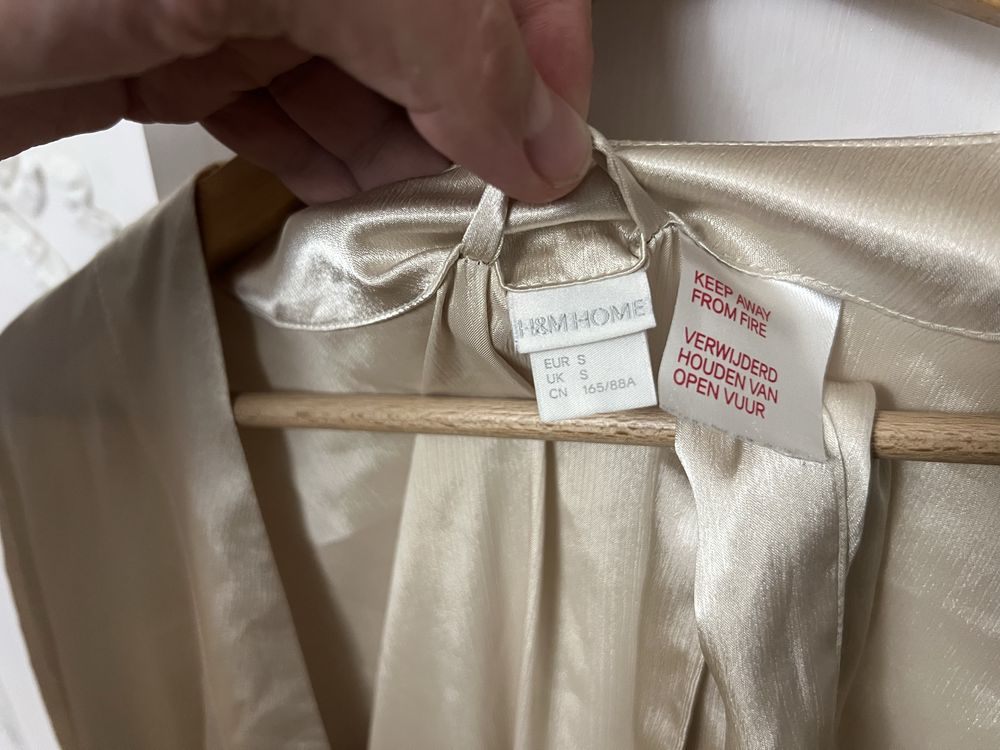 H&M HOME
EUR S
UK S
CN 165/88A
KEEP AWAY
FROM FIRE
VERWIJDERD
HOUDEN VAN
OPEN VUUR